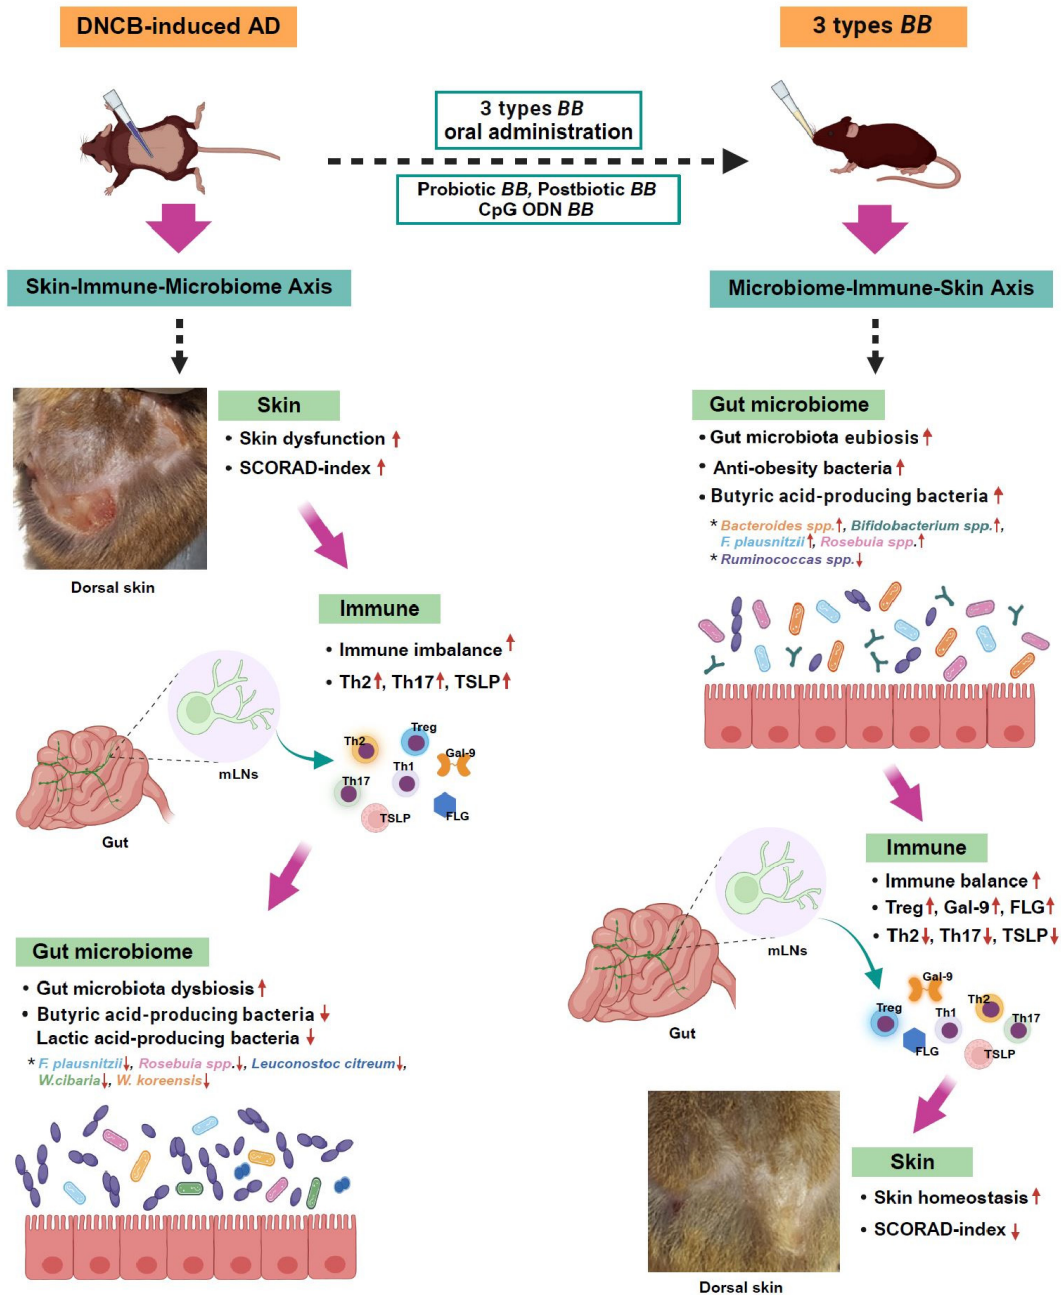 DNCB-induced AD
3 types BB
3 types BB
oral administration
Probiotic BB, Postbiotic BB
CpG ODN BB
Skin-Immune-Microbiome Axis
Skin
• Skin dysfunction ↑
• SCORAD-index ↑
Dorsal skin
Immune
• Immune imbalance ↑
• Th2↑, Th17↑, TSLP↑
mLNs
Gut
Th2
Treg
Gal-9
Th17
Th1
TSLP
FLG
Gut microbiome
• Gut microbiota dysbiosis ↑
• Butyric acid-producing bacteria ↓
Lactic acid-producing bacteria ↓
* F. plausnitzii↓, Rosebuia spp.↓, Leuconostoc citreum↓,
W.cibaria↓, W. koreensis↓
Microbiome-Immune-Skin Axis
Gut microbiome
• Gut microbiota eubiosis ↑
• Anti-obesity bacteria ↑
• Butyric acid-producing bacteria ↑
* Bacteroides spp.↑, Bifidobacterium spp.↑,
F. plausnitzii↑, Rosebuia spp.↑
* Ruminoccas spp.↓
Immune
• Immune balance ↑
• Treg↑, Gal-9↑, FLG↑
• Th2↓, Th17↓, TSLP↓
mLNs
Gut
Gal-9
Treg
Th1
Th2
Th17
FLG
TSLP
Skin
• Skin homeostasis ↑
• SCORAD-index ↓
Dorsal skin